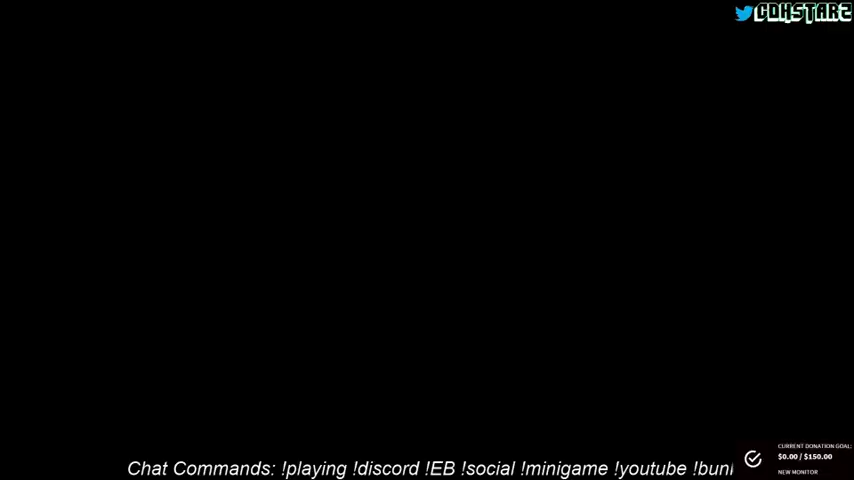 CDHSTARZ
CURRENT DONATION GOAL:
$0.00 / $150.00
NEW MONITOR
Chat Commands: !playing !discord !EB !social !minigame !youtube